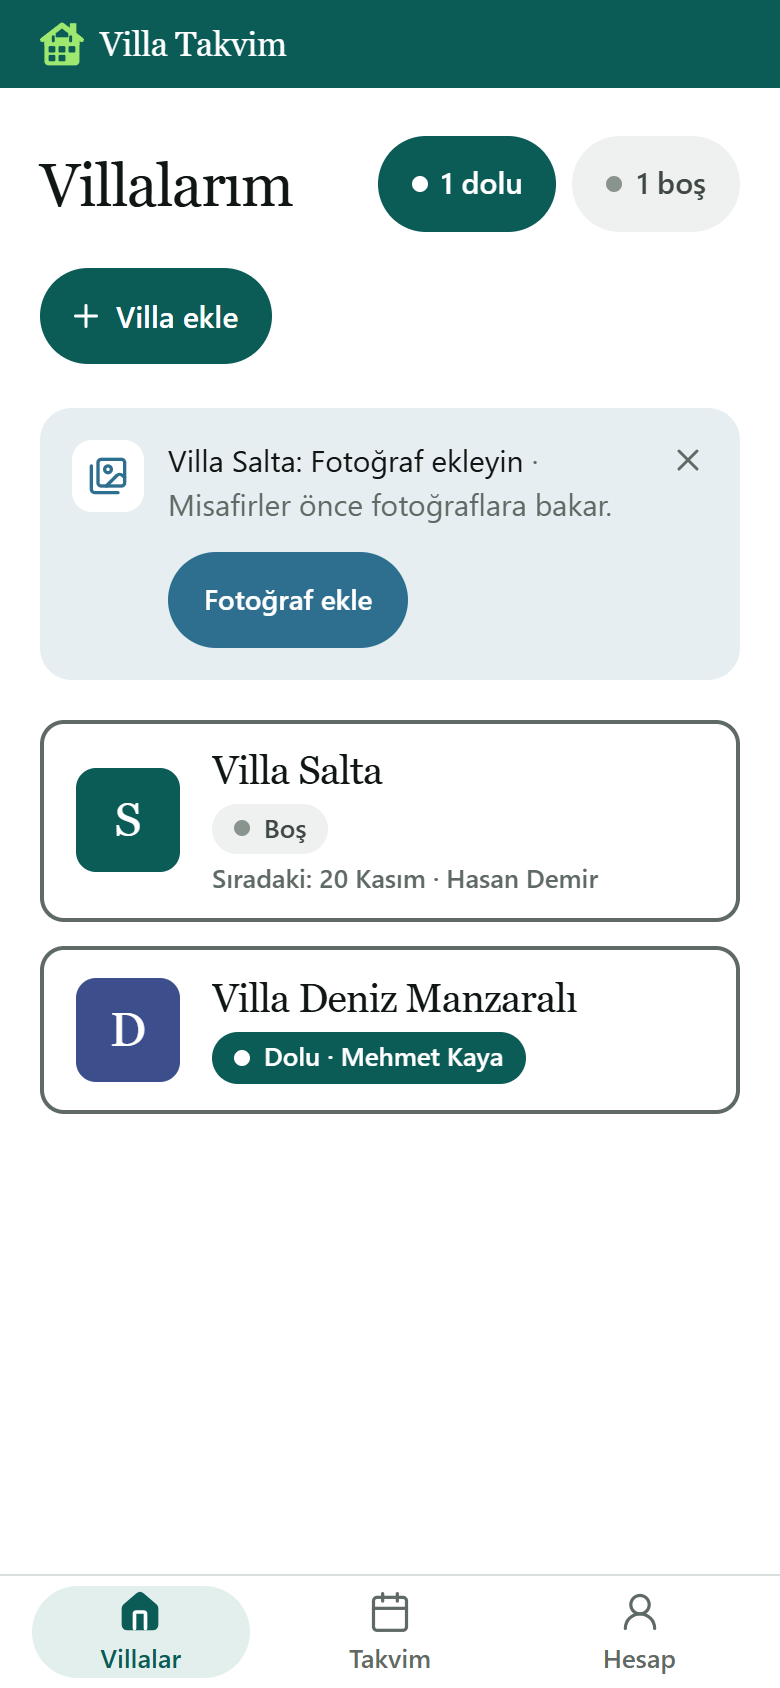 Villa Takvim
Villalarım
1 dolu
1 boş
+ Villa ekle
Villa Salta: Fotoğraf ekleyin ·
Misafirler önce fotoğraflara bakar.
Fotoğraf ekle
S
Villa Salta
Boş
Sıradaki: 20 Kasım · Hasan Demir
D
Villa Deniz Manzaralı
Dolu · Mehmet Kaya
Villalar
Takvim
Hesap